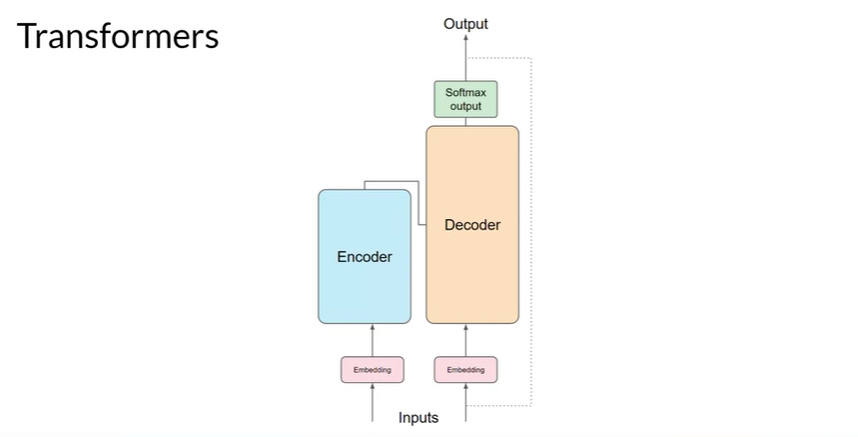 Transformers
Output
Softmax
output
Decoder
Encoder
Embedding
Embedding
Inputs